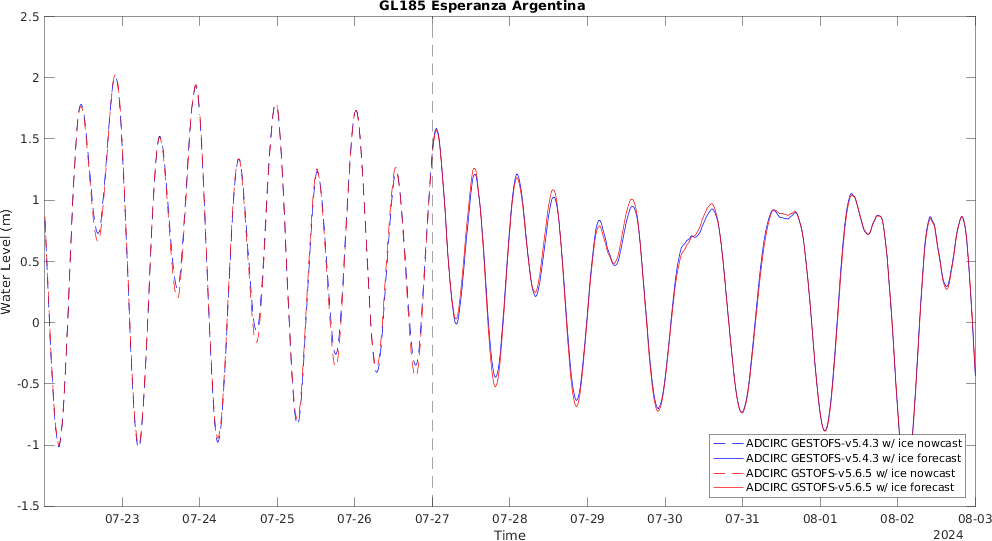 GL185 Esperanza Argentina
2.5
2
1.5
1
0.5
0
-0.5
-1
-1.5
Water Level (m)
ADCIRC GESTOFS-v5.4.3 w/ ice nowcast
ADCIRC GESTOFS-v5.4.3 w/ ice forecast
ADCIRC GSTOFS-v5.6.5 w/ ice nowcast
ADCIRC GSTOFS-v5.6.5 w/ ice forecast
07-23 07-24 07-25 07-26 07-27 07-28 07-29 07-30 07-31 08-01 08-02 08-03
Time
2024